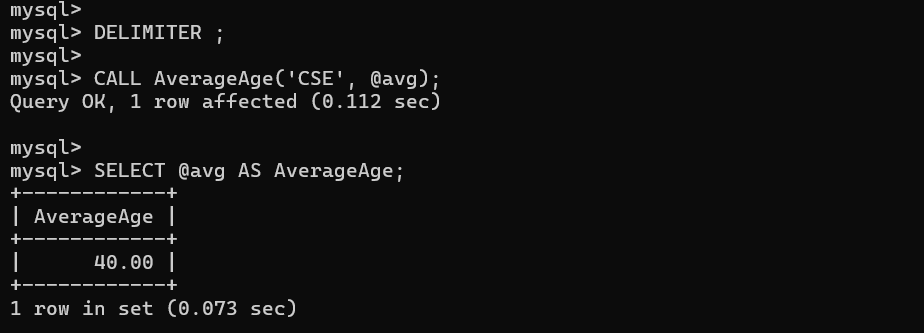 mysql>
mysql> DELIMITER ;
mysql>
mysql> CALL AverageAge('CSE', @avg);
Query OK, 1 row affected (0.112 sec)

mysql>
mysql> SELECT @avg AS AverageAge;
+------------+
| AverageAge |
+------------+
|      40.00 |
+------------+
1 row in set (0.073 sec)